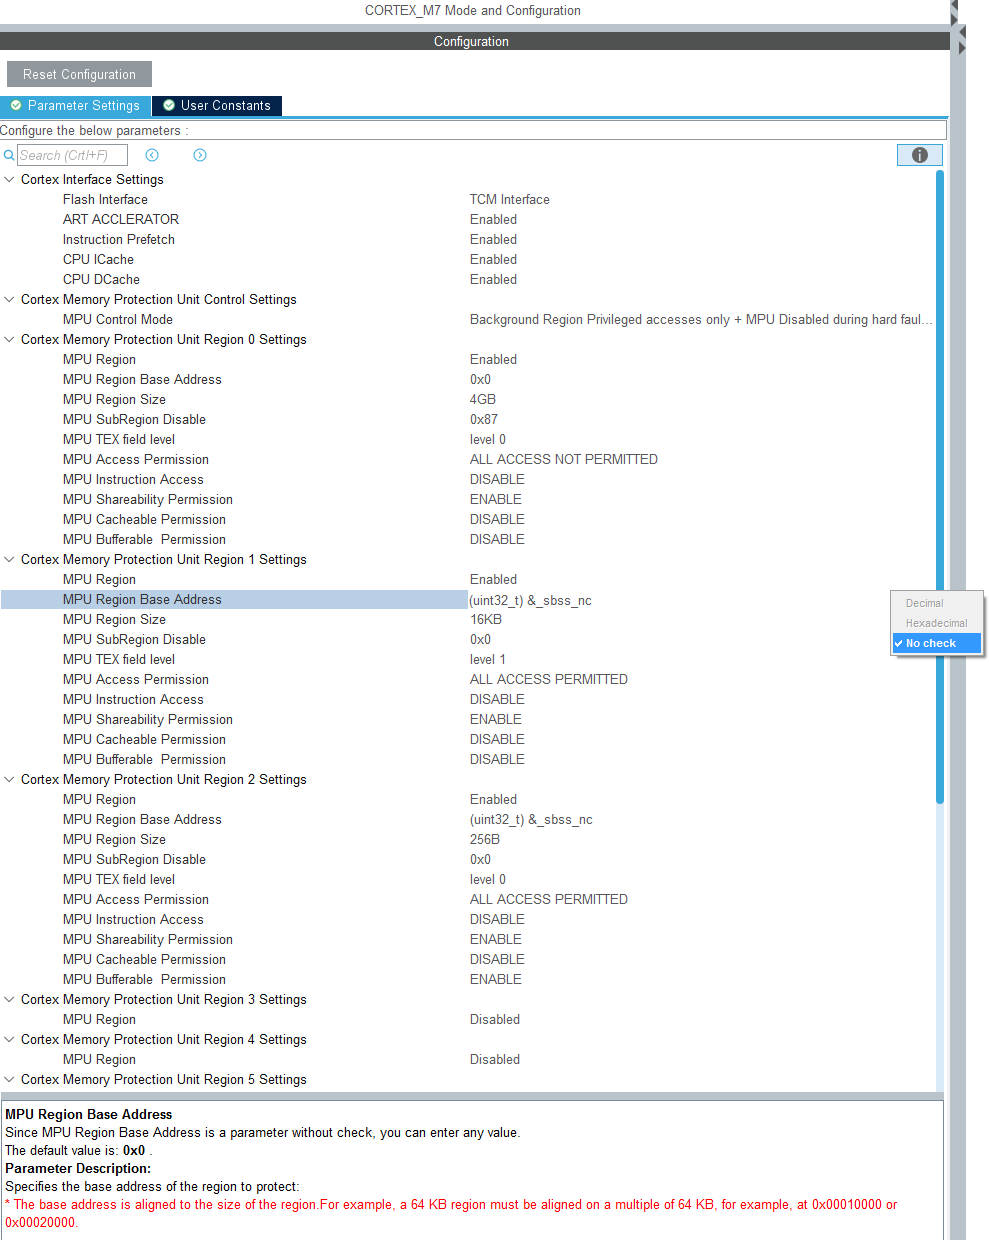 CORTEX_M7 Mode and Configuration
Configuration
Reset Configuration
Parameter Settings User Constants
Configure the below parameters :
Search (Crtl+F)
Cortex Interface Settings
Flash Interface TCM Interface
ART ACCLERATOR Enabled
Instruction Prefetch Enabled
CPU ICache Enabled
CPU DCache Enabled
Cortex Memory Protection Unit Control Settings
MPU Control Mode Background Region Privileged accesses only + MPU Disabled during hard faul...
Cortex Memory Protection Unit Region 0 Settings
MPU Region Enabled
MPU Region Base Address 0x0
MPU Region Size 4GB
MPU SubRegion Disable 0x87
MPU TEX field level level 0
MPU Access Permission ALL ACCESS NOT PERMITTED
MPU Instruction Access DISABLE
MPU Shareability Permission ENABLE
MPU Cacheable Permission DISABLE
MPU Bufferable Permission DISABLE
Cortex Memory Protection Unit Region 1 Settings
MPU Region Enabled
MPU Region Base Address (uint32_t) &_sbss_nc
MPU Region Size 16KB
MPU SubRegion Disable 0x0
MPU TEX field level level 1
MPU Access Permission ALL ACCESS PERMITTED
MPU Instruction Access DISABLE
MPU Shareability Permission ENABLE
MPU Cacheable Permission DISABLE
MPU Bufferable Permission DISABLE
Decimal
Hexadecimal
No check
Cortex Memory Protection Unit Region 2 Settings
MPU Region Enabled
MPU Region Base Address (uint32_t) &_sbss_nc
MPU Region Size 256B
MPU SubRegion Disable 0x0
MPU TEX field level level 0
MPU Access Permission ALL ACCESS PERMITTED
MPU Instruction Access DISABLE
MPU Shareability Permission ENABLE
MPU Cacheable Permission DISABLE
MPU Bufferable Permission ENABLE
Cortex Memory Protection Unit Region 3 Settings
MPU Region Disabled
Cortex Memory Protection Unit Region 4 Settings
MPU Region Disabled
Cortex Memory Protection Unit Region 5 Settings
MPU Region Base Address
Since MPU Region Base Address is a parameter without check, you can enter any value.
The default value is: 0x0 .
Parameter Description:
Specifies the base address of the region to protect:
* The base address is aligned to the size of the region.For example, a 64 KB region must be aligned on a multiple of 64 KB, for example, at 0x00010000 or
0x00020000.